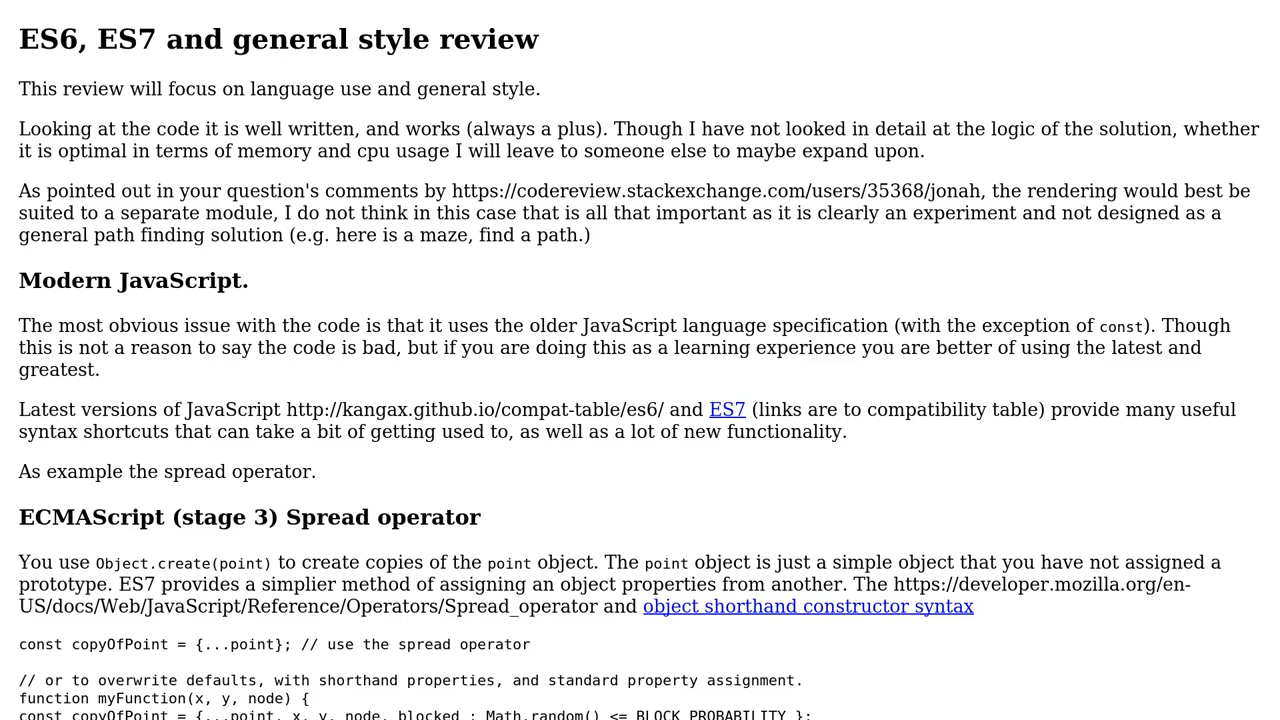 ES6, ES7 and general style review
This review will focus on language use and general style.
Looking at the code it is well written, and works (always a plus). Though I have not looked in detail at the logic of the solution, whether
it is optimal in terms of memory and cpu usage I will leave to someone else to maybe expand upon.
As pointed out in your question's comments by https://codereview.stackexchange.com/users/35368/jonah, the rendering would best be
suited to a separate module, I do not think in this case that is all that important as it is clearly an experiment and not designed as a
general path finding solution (e.g. here is a maze, find a path.)
Modern JavaScript.
The most obvious issue with the code is that it uses the older JavaScript language specification (with the exception of const). Though
this is not a reason to say the code is bad, but if you are doing this as a learning experience you are better of using the latest and
greatest.
Latest versions of JavaScript http://kangax.github.io/compat-table/es6/ and ES7 (links are to compatibility table) provide many useful
syntax shortcuts that can take a bit of getting used to, as well as a lot of new functionality.
As example the spread operator.
ECMAScript (stage 3) Spread operator
You use Object.create(point) to create copies of the point object. The point object is just a simple object that you have not assigned a
prototype. ES7 provides a simplier method of assigning an object properties from another. The https://developer.mozilla.org/en-
US/docs/Web/JavaScript/Reference/Operators/Spread_operator and object shorthand constructor syntax
const copyOfPoint = {...point}; // use the spread operator
// or to overwrite defaults, with shorthand properties, and standard property assignment.
function myFunction(x, y, node) {
const copyOfPoint = {...point, x, y, node, blocked : Math.random() <= BLOCK_PROBABILITY };